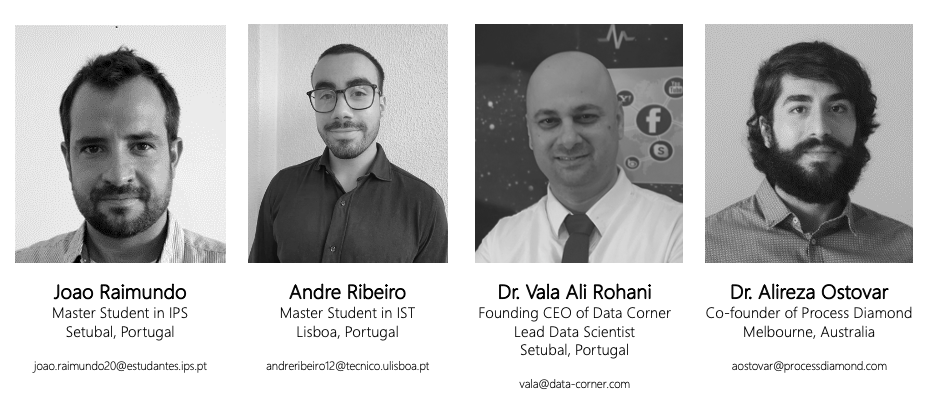 Joao Raimundo
Master Student in IPS
Setubal, Portugal
joao.raimundo20@estudantes.ips.pt
Andre Ribeiro
Master Student in IST
Lisboa, Portugal
andreribeiro12@tecnico.ulisboa.pt
Dr. Vala Ali Rohani
Founding CEO of Data Corner
Lead Data Scientist
Setubal, Portugal
vala@data-corner.com
Dr. Alireza Ostovar
Co-founder of Process Diamond
Melbourne, Australia
aostovar@processdiamond.com